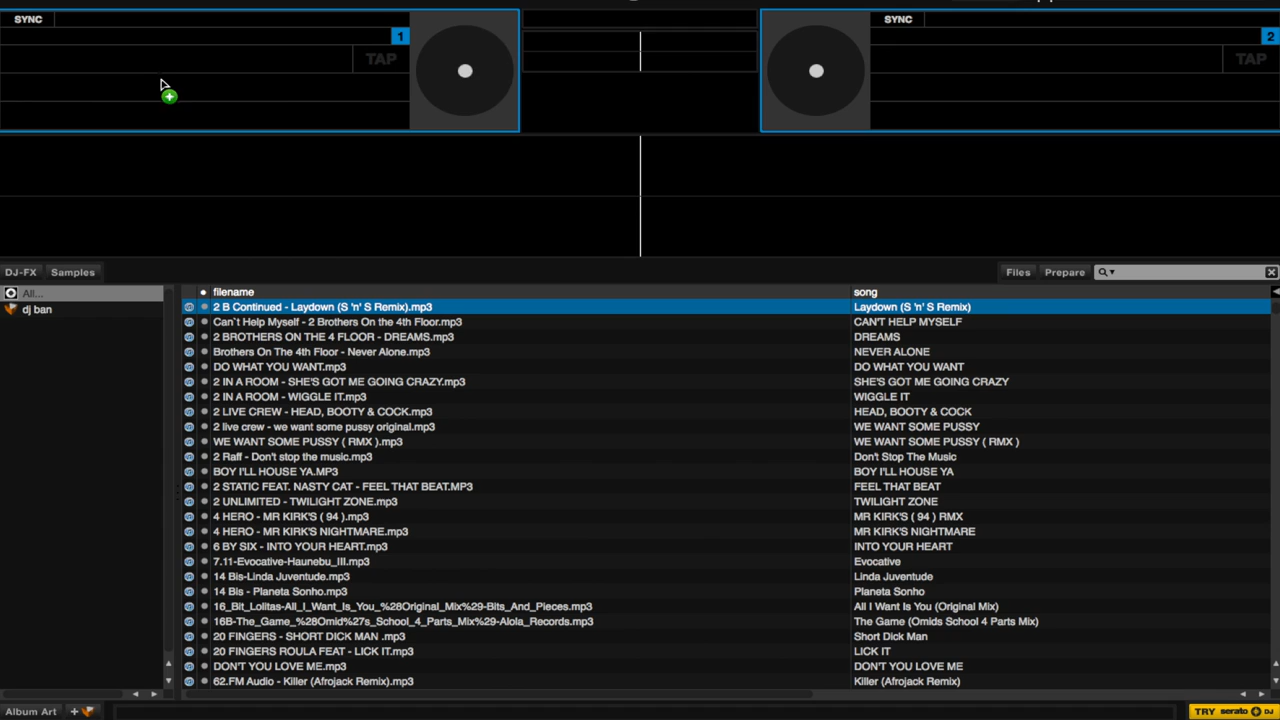 SYNC
SYNC
1
2
TAP
TAP
DJ-FX Samples
Files Prepare
All...
dj ban
filename song
2 B Continued - Laydown (S 'n' S Remix).mp3 Laydown (S 'n' S Remix)
Can`t Help Myself - 2 Brothers On the 4th Floor.mp3 CAN'T HELP MYSELF
2 BROTHERS ON THE 4 FLOOR - DREAMS.mp3 DREAMS
Brothers On The 4th Floor - Never Alone.mp3 NEVER ALONE
DO WHAT YOU WANT.mp3 DO WHAT YOU WANT
2 IN A ROOM - SHE'S GOT ME GOING CRAZY.mp3 SHE'S GOT ME GOING CRAZY
2 IN A ROOM - WIGGLE IT.mp3 WIGGLE IT
2 LIVE CREW - HEAD, BOOTY & COCK.mp3 HEAD, BOOTY & COCK
2 live crew - we want some pussy original.mp3 WE WANT SOME PUSSY
WE WANT SOME PUSSY ( RMX ).mp3 WE WANT SOME PUSSY ( RMX )
2 Raff - Don't stop the music.mp3 Don't Stop The Music
BOY I'LL HOUSE YA.MP3 BOY I'LL HOUSE YA
2 STATIC FEAT. NASTY CAT - FEEL THAT BEAT.MP3 FEEL THAT BEAT
2 UNLIMITED - TWILIGHT ZONE.mp3 TWILIGHT ZONE
4 HERO - MR KIRK'S ( 94 ).mp3 MR KIRK'S ( 94 ) RMX
4 HERO - MR KIRK'S NIGHTMARE.mp3 MR KIRK'S NIGHTMARE
6 BY SIX - INTO YOUR HEART.mp3 INTO YOUR HEART
7.11-Evocative-Haunebu_III.mp3 Evocative
14 Bis-Linda Juventude.mp3 Linda Juventude
14 Bis - Planeta Sonho.mp3 Planeta Sonho
16_Bit_Lolitas-All_I_Want_Is_You_%28Original_Mix%29-Bits_And_Pieces.mp3 All I Want Is You (Original Mix)
16B-The_Game_%28Omid%27s_School_4_Parts_Mix%29-Alola_Records.mp3 The Game (Omids School 4 Parts Mix)
20 FINGERS - SHORT DICK MAN .mp3 Short Dick Man
20 FINGERS ROULA FEAT - LICK IT.mp3 LICK IT
DON'T YOU LOVE ME.mp3 DON'T YOU LOVE ME
62.FM Audio - Killer (Afrojack Remix).mp3 Killer (Afrojack Remix)
Album Art
TRY serato DJ